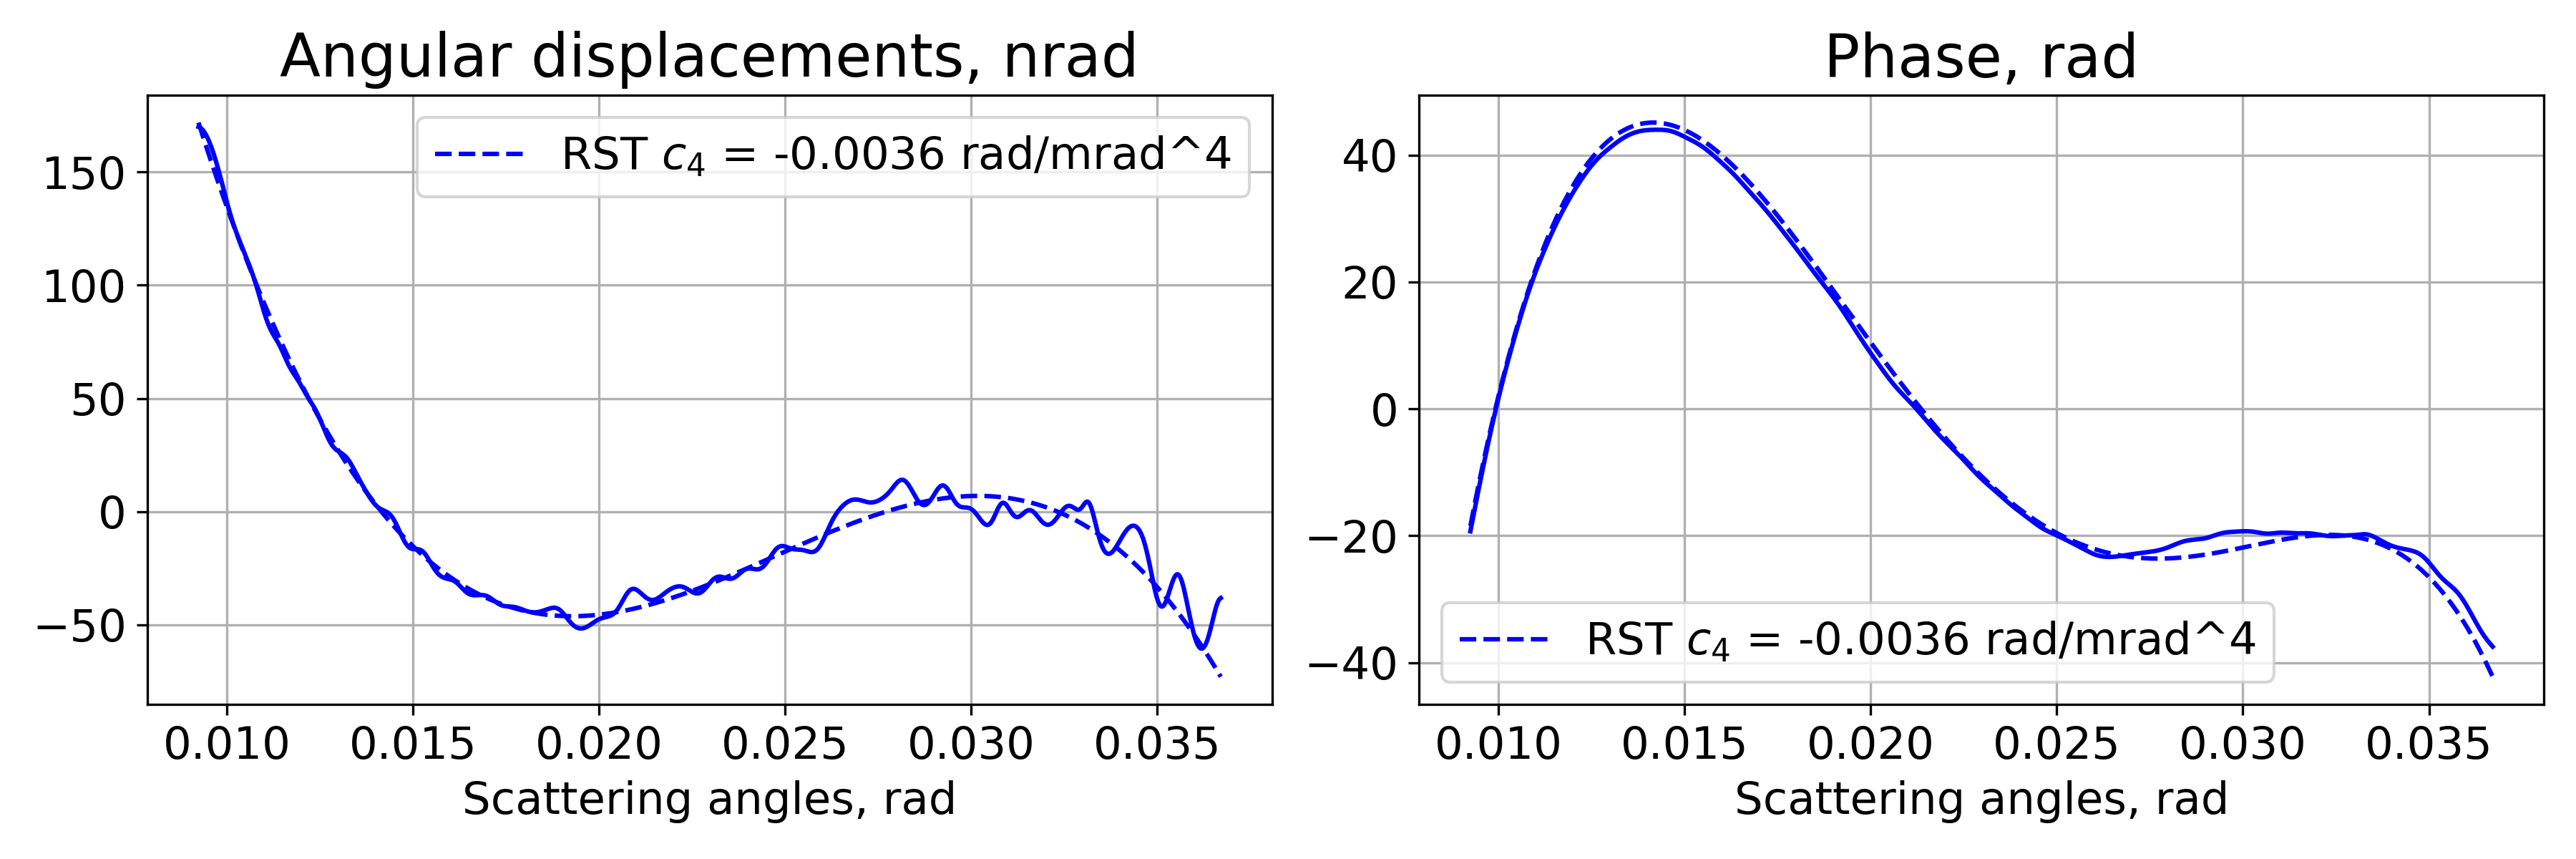 Angular displacements, nrad
150
100
50
0
−50
RST c₄ = -0.0036 rad/mrad^4
0.010 0.015 0.020 0.025 0.030 0.035
Scattering angles, rad
Phase, rad
40
20
0
−20
−40
RST c₄ = -0.0036 rad/mrad^4
0.010 0.015 0.020 0.025 0.030 0.035
Scattering angles, rad